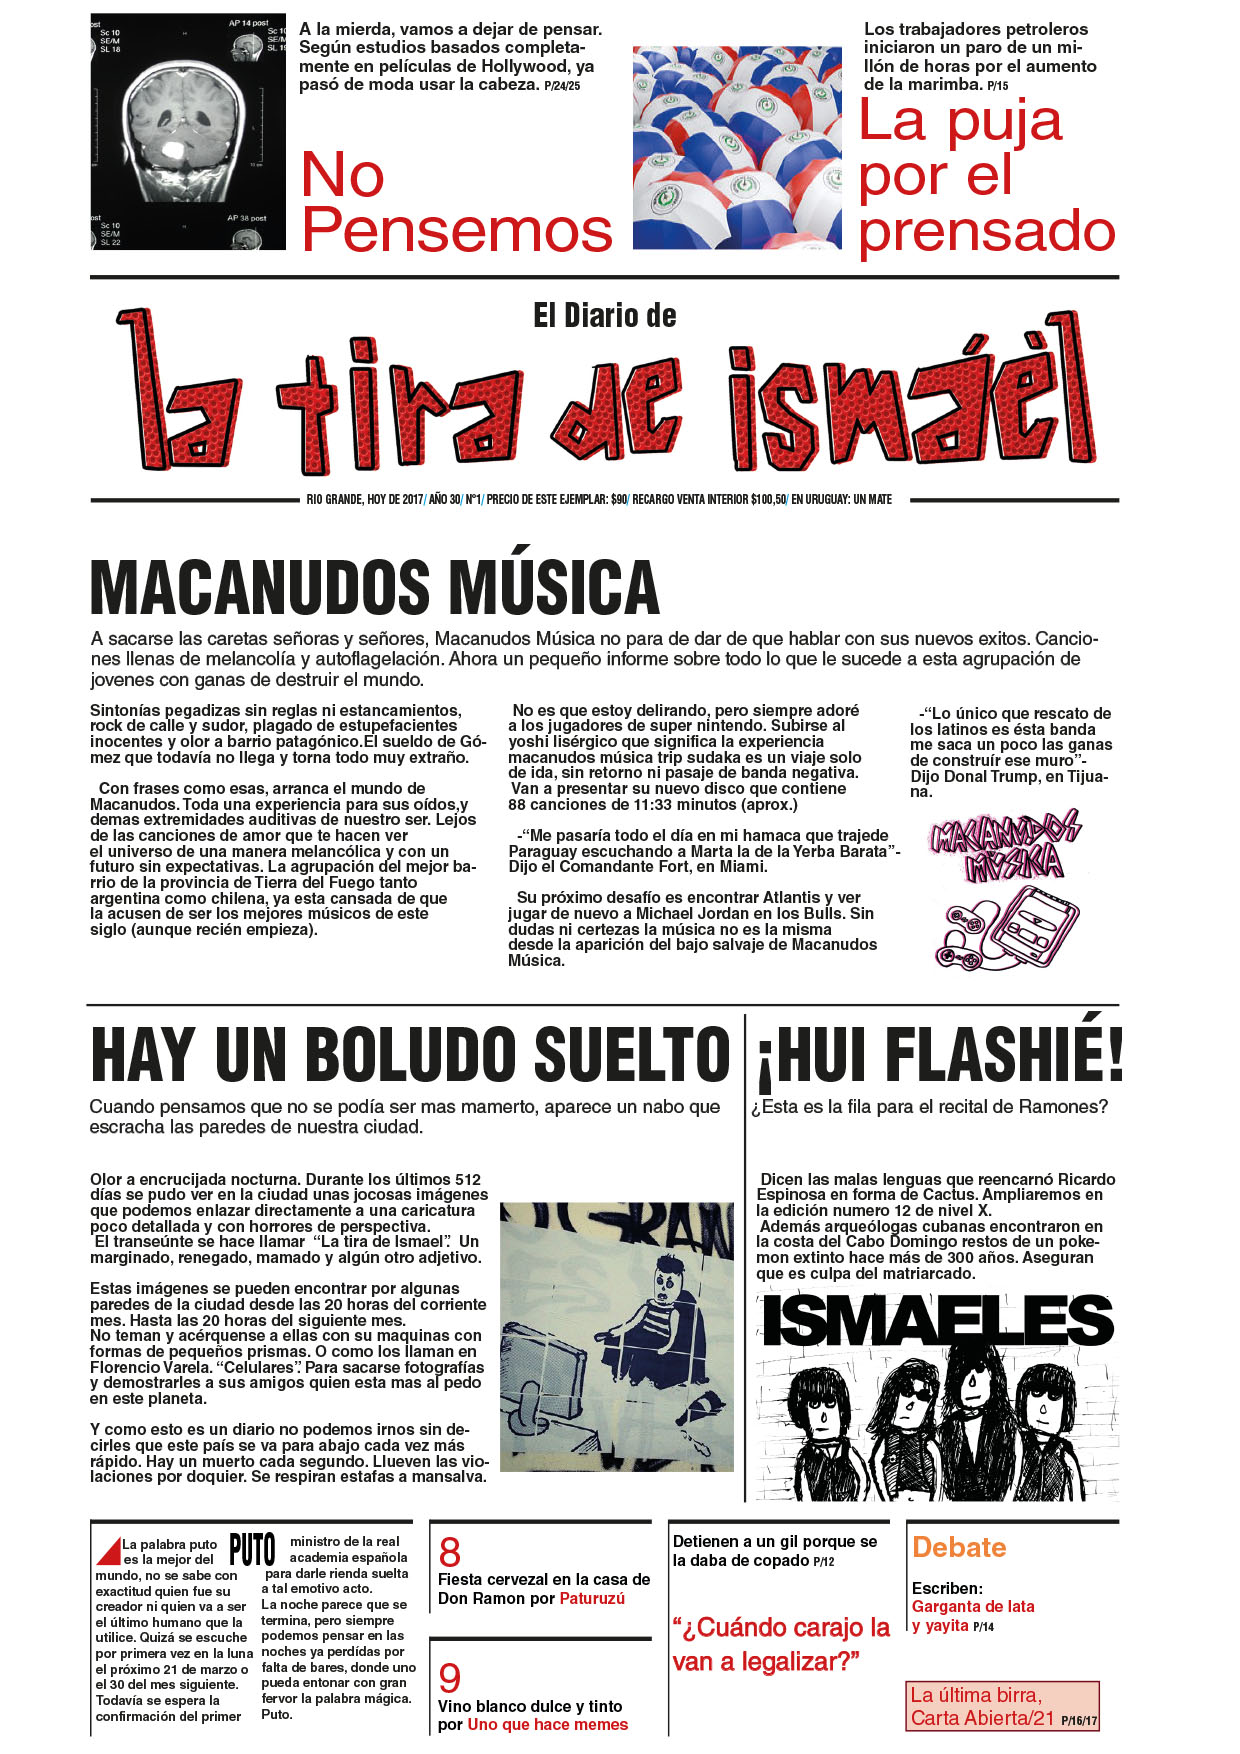 A la mierda, vamos a dejar de pensar.
Según estudios basados completa-
mente en películas de Hollywood, ya
pasó de moda usar la cabeza. P/24/25
No
Pensemos
AP 14 post
Sc 10
SE/M
SL 18
AP 38 post
Sc 10
SE/M
SL 22
Los trabajadores petroleros
iniciaron un paro de un mi-
llón de horas por el aumento
de la marimba. P/15
La puja
por el
prensado
El Diario de
la tira de ismáèl
RIO GRANDE, HOY DE 2017/ AÑO 30/ N°1/ PRECIO DE ESTE EJEMPLAR: $90/ RECARGO VENTA INTERIOR $100,50/ EN URUGUAY: UN MATE
MACANUDOS MÚSICA
A sacarse las caretas señoras y señores, Macanudos Música no para de dar de que hablar con sus nuevos exitos. Cancio-
nes llenas de melancolía y autoflagelación. Ahora un pequeño informe sobre todo lo que le sucede a esta agrupación de
jovenes con ganas de destruir el mundo.
Sintonías pegadizas sin reglas ni estancamientos,
rock de calle y sudor, plagado de estupefacientes
inocentes y olor a barrio patagónico.El sueldo de Gó-
mez que todavía no llega y torna todo muy extraño.
Con frases como esas, arranca el mundo de
Macanudos. Toda una experiencia para sus oídos,y
demas extremidades auditivas de nuestro ser. Lejos
de las canciones de amor que te hacen ver
el universo de una manera melancólica y con un
futuro sin expectativas. La agrupación del mejor ba-
rrio de la provincia de Tierra del Fuego tanto
argentina como chilena, ya esta cansada de que
la acusen de ser los mejores músicos de este
siglo (aunque recién empieza).
No es que estoy delirando, pero siempre adoré
a los jugadores de super nintendo. Subirse al
yoshi lisérgico que significa la experiencia
macanudos música trip sudaka es un viaje solo
de ida, sin retorno ni pasaje de banda negativa.
Van a presentar su nuevo disco que contiene
88 canciones de 11:33 minutos (aprox.)
-“Me pasaría todo el día en mi hamaca que trajede
Paraguay escuchando a Marta la de la Yerba Barata”-
Dijo el Comandante Fort, en Miami.
Su próximo desafío es encontrar Atlantis y ver
jugar de nuevo a Michael Jordan en los Bulls. Sin
dudas ni certezas la música no es la misma
desde la aparición del bajo salvaje de Macanudos
Música.
-“Lo único que rescato de
los latinos es ésta banda
me saca un poco las ganas
de construír ese muro”-
Dijo Donal Trump, en Tijua-
na.
MACANUDOS
MÚSIKA
HAY UN BOLUDO SUELTO
Cuando pensamos que no se podía ser mas mamerto, aparece un nabo que
escracha las paredes de nuestra ciudad.
Olor a encrucijada nocturna. Durante los últimos 512
días se pudo ver en la ciudad unas jocosas imágenes
que podemos enlazar directamente a una caricatura
poco detallada y con horrores de perspectiva.
El transeúnte se hace llamar “La tira de Ismael”. Un
marginado, renegado, mamado y algún otro adjetivo.
Estas imágenes se pueden encontrar por algunas
paredes de la ciudad desde las 20 horas del corriente
mes. Hasta las 20 horas del siguiente mes.
No teman y acérquense a ellas con su maquinas con
formas de pequeños prismas. O como los llaman en
Florencio Varela. “Celulares”. Para sacarse fotografías
y demostrarles a sus amigos quien esta mas al pedo
en este planeta.
Y como esto es un diario no podemos irnos sin de-
cirles que este país se va para abajo cada vez más
rápido. Hay un muerto cada segundo. Llueven las vio-
laciones por doquier. Se respiran estafas a mansalva.
¡HUI FLASHIÉ!
¿Esta es la fila para el recital de Ramones?
Dicen las malas lenguas que reencarnó Ricardo
Espinosa en forma de Cactus. Ampliaremos en
la edición numero 12 de nivel X.
Además arqueólogas cubanas encontraron en
la costa del Cabo Domingo restos de un poke-
mon extinto hace más de 300 años. Aseguran
que es culpa del matriarcado.
ISMAELES
PUTO
La palabra puto
es la mejor del
mundo, no se sabe con
exactitud quien fue su
creador ni quien va a ser
el último humano que la
utilice. Quizá se escuche
por primera vez en la luna
el próximo 21 de marzo o
el 30 del mes siguiente.
Todavía se espera la
confirmación del primer
ministro de la real
academia española
para darle rienda suelta
a tal emotivo acto.
La noche parece que se
termina, pero siempre
podemos pensar en las
noches ya perdídas por
falta de bares, donde uno
pueda entonar con gran
fervor la palabra mágica.
Puto.
8
Fiesta cervezal en la casa de
Don Ramon por Paturuzú
9
Vino blanco dulce y tinto
por Uno que hace memes
Detienen a un gil porque se
la daba de copado P/12
“¿Cuándo carajo la
van a legalizar?”
Debate
Escriben:
Garganta de lata
y yayita P/14
La última birra,
Carta Abierta/21 P/16/17